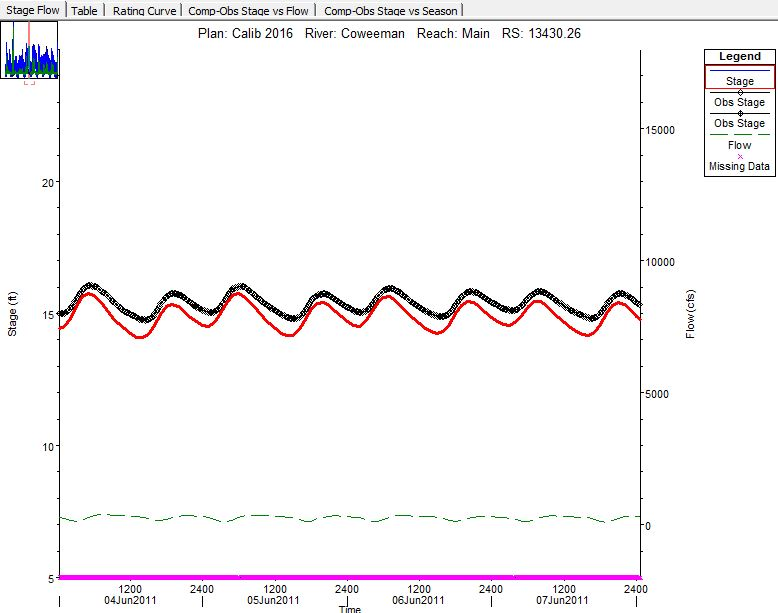 Stage Flow Table Rating Curve Comp-Obs Stage vs Flow Comp-Obs Stage vs Season
Plan: Calib 2016 River: Coweeman Reach: Main RS: 13430.26
Legend
Stage
Obs Stage
Obs Stage
Flow
Missing Data
Stage (ft)
20
15
10
5
15000
10000
5000
0
Flow (cfs)
1200 2400 1200 2400 1200 2400 1200 2400
04Jun2011 05Jun2011 06Jun2011 07Jun2011
Time